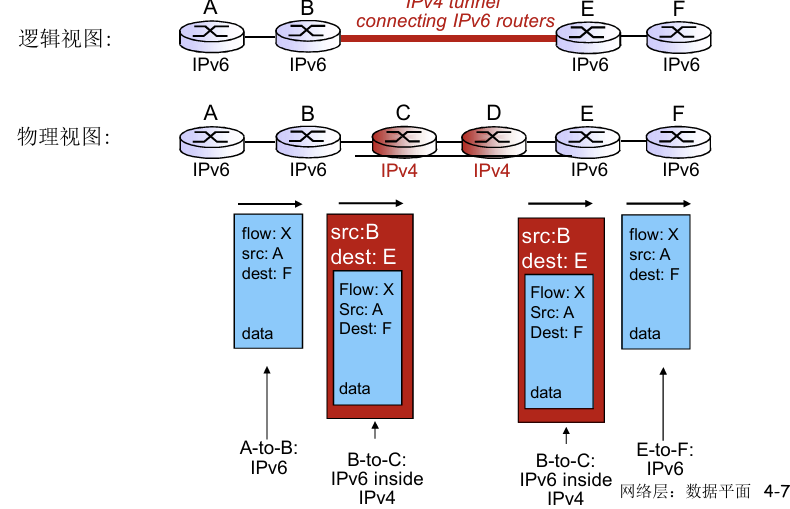 IPv4 tunnel
connecting IPv6 routers
逻辑视图:
A B E F
IPv6 IPv6 IPv6 IPv6
物理视图:
A B C D E F
IPv6 IPv6 IPv4 IPv4 IPv6 IPv6
flow: X
src: A
dest: F
data
src:B
dest: E
Flow: X
Src: A
Dest: F
data
src:B
dest: E
Flow: X
Src: A
Dest: F
data
flow: X
src: A
dest: F
data
A-to-B:
IPv6
B-to-C:
IPv6 inside
IPv4
B-to-C:
IPv6 inside
IPv4
E-to-F:
IPv6
网络层：数据平面 4-7